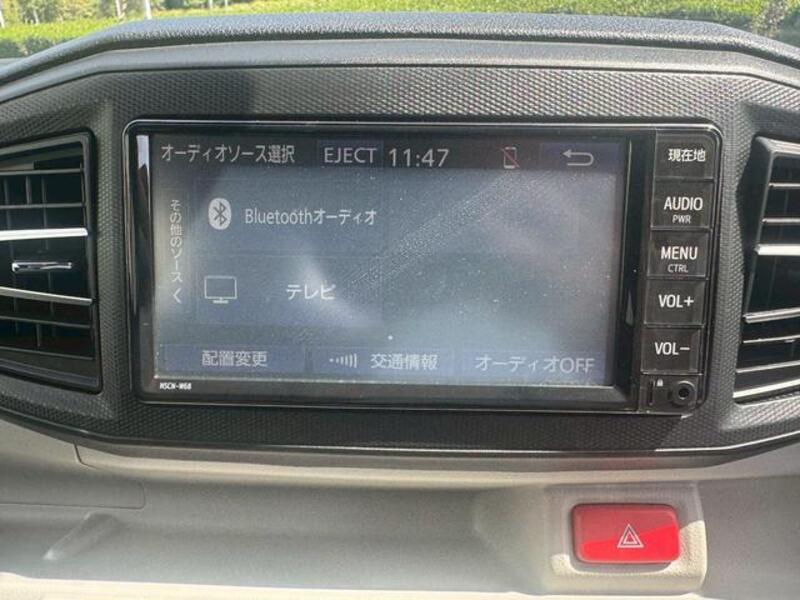 オーディオソース選択 EJECT 11:47
その他のソース
Bluetoothオーディオ
テレビ
配置変更 交通情報 オーディオOFF
NSCN-W68
現在地
AUDIO
PWR
MENU
CTRL
VOL+
VOL-